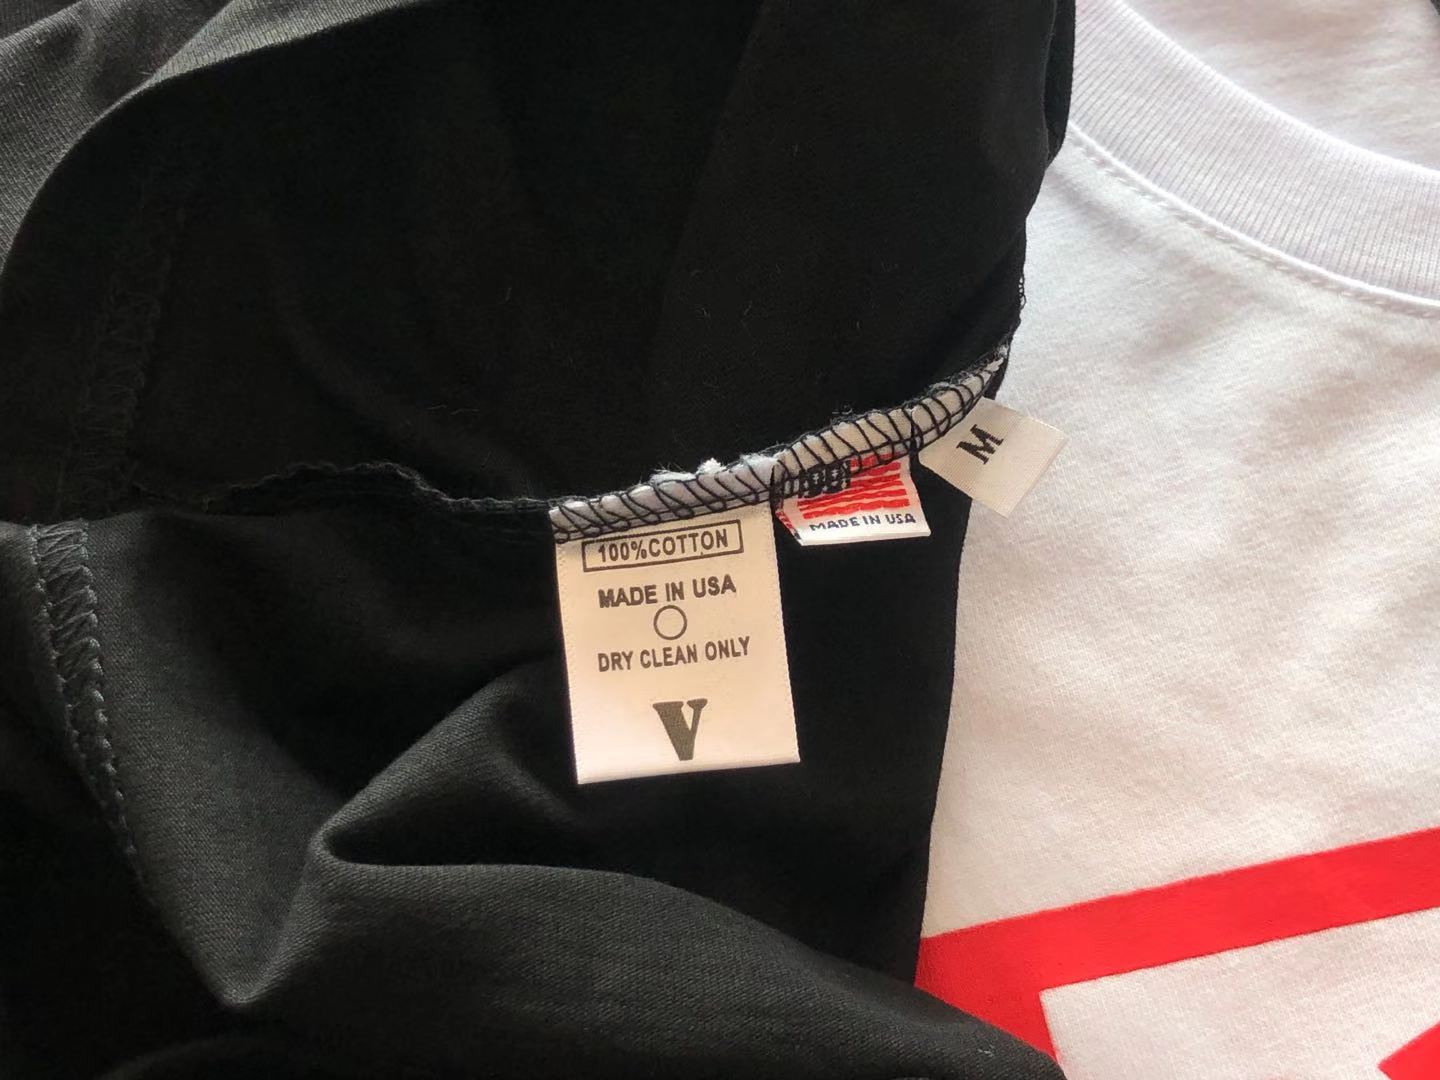 100%COTTON
MADE IN USA
DRY CLEAN ONLY
V
MADE IN USA
M